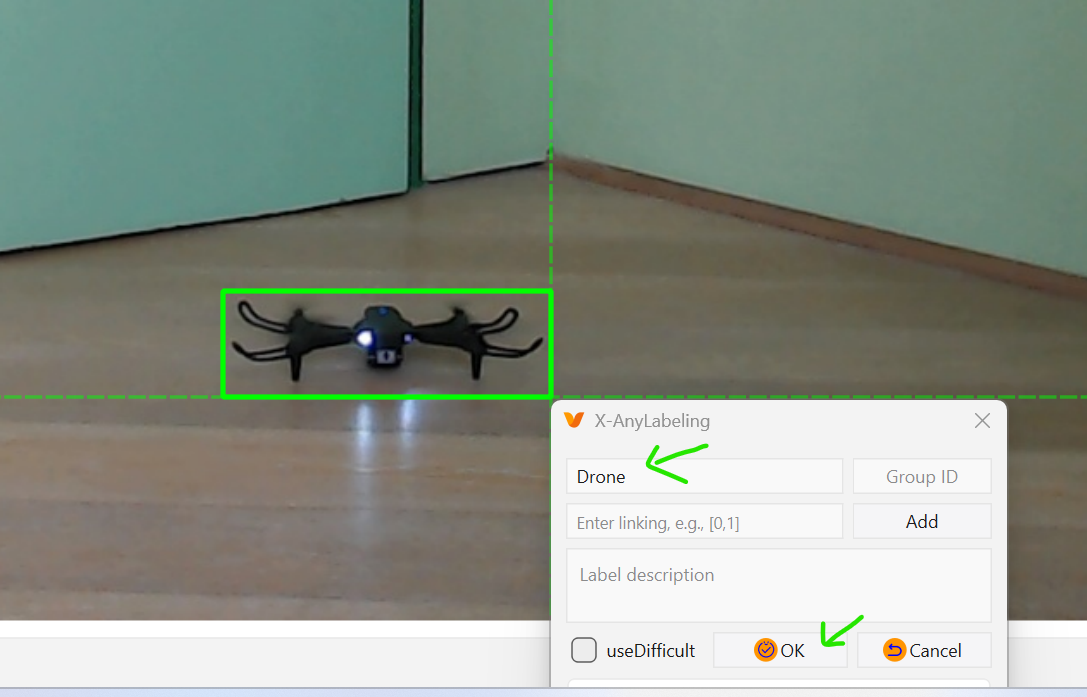 X-AnyLabeling
Drone
Group ID
Enter linking, e.g., [0,1]
Add
Label description
useDifficult
OK
Cancel